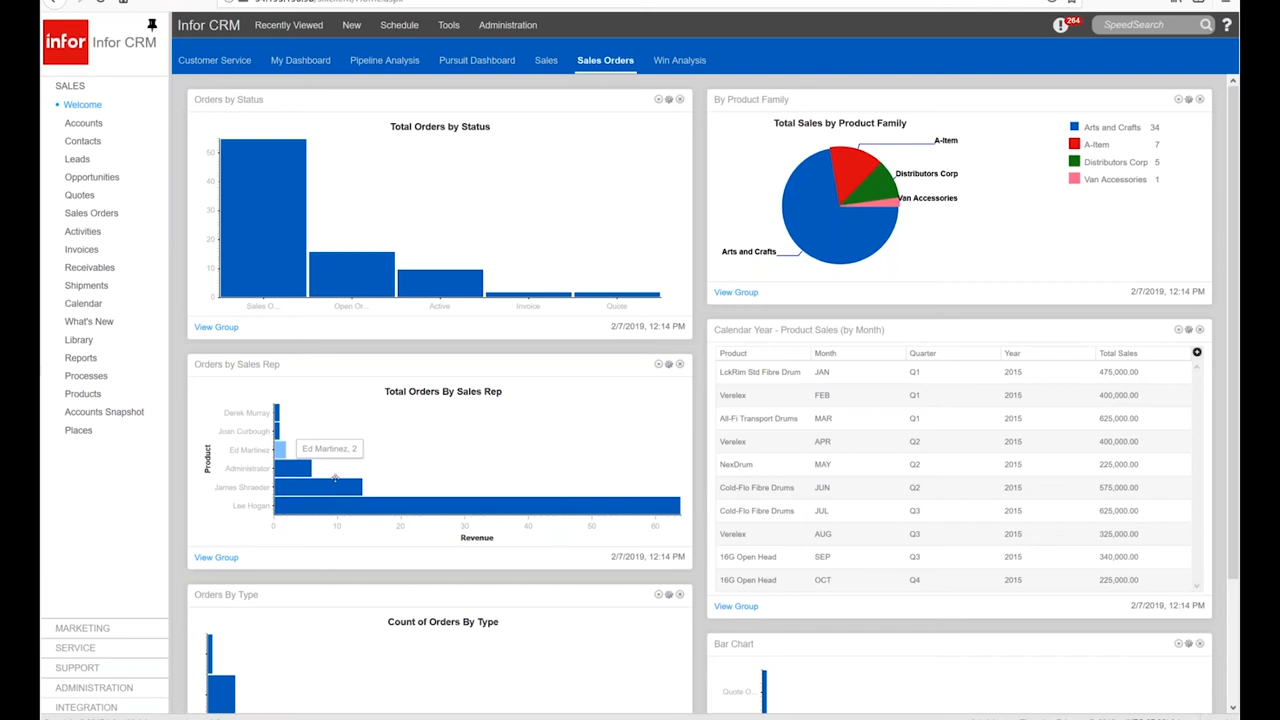 infor
Infor CRM
Infor CRM
Recently Viewed
New
Schedule
Tools
Administration
264
SpeedSearch
?
Customer Service
My Dashboard
Pipeline Analysis
Pursuit Dashboard
Sales
Sales Orders
Win Analysis
SALES
Welcome
Accounts
Contacts
Leads
Opportunities
Quotes
Sales Orders
Activities
Invoices
Receivables
Shipments
Calendar
What's New
Library
Reports
Processes
Products
Accounts Snapshot
Places
MARKETING
SERVICE
SUPPORT
ADMINISTRATION
INTEGRATION
Orders by Status
Total Orders by Status
50
40
30
20
10
0
Sales O...
Open Or...
Active
Invoice
Quote
View Group
2/7/2019, 12:14 PM
Orders by Sales Rep
Total Orders By Sales Rep
Product
Derek Murray
Joan Curbough
Ed Martinez
Ed Martinez, 2
Administrator
James Shraeder
Lee Hogan
0 10 20 30 40 50 60
Revenue
View Group
2/7/2019, 12:14 PM
Orders By Type
Count of Orders By Type
By Product Family
Total Sales by Product Family
A-Item
Distributors Corp
Van Accessories
Arts and Crafts
Arts and Crafts 34
A-Item 7
Distributors Corp 5
Van Accessories 1
View Group
2/7/2019, 12:14 PM
Calendar Year - Product Sales (by Month)
Product Month Quarter Year Total Sales
LckRim Std Fibre Drum JAN Q1 2015 475,000.00
Verelex FEB Q1 2015 400,000.00
All-Fi Transport Drums MAR Q1 2015 625,000.00
Verelex APR Q2 2015 400,000.00
NexDrum MAY Q2 2015 225,000.00
Cold-Flo Fibre Drums JUN Q2 2015 575,000.00
Cold-Flo Fibre Drums JUL Q3 2015 625,000.00
Verelex AUG Q3 2015 325,000.00
16G Open Head SEP Q3 2015 340,000.00
16G Open Head OCT Q4 2015 225,000.00
View Group
2/7/2019, 12:14 PM
Bar Chart
Quote O...